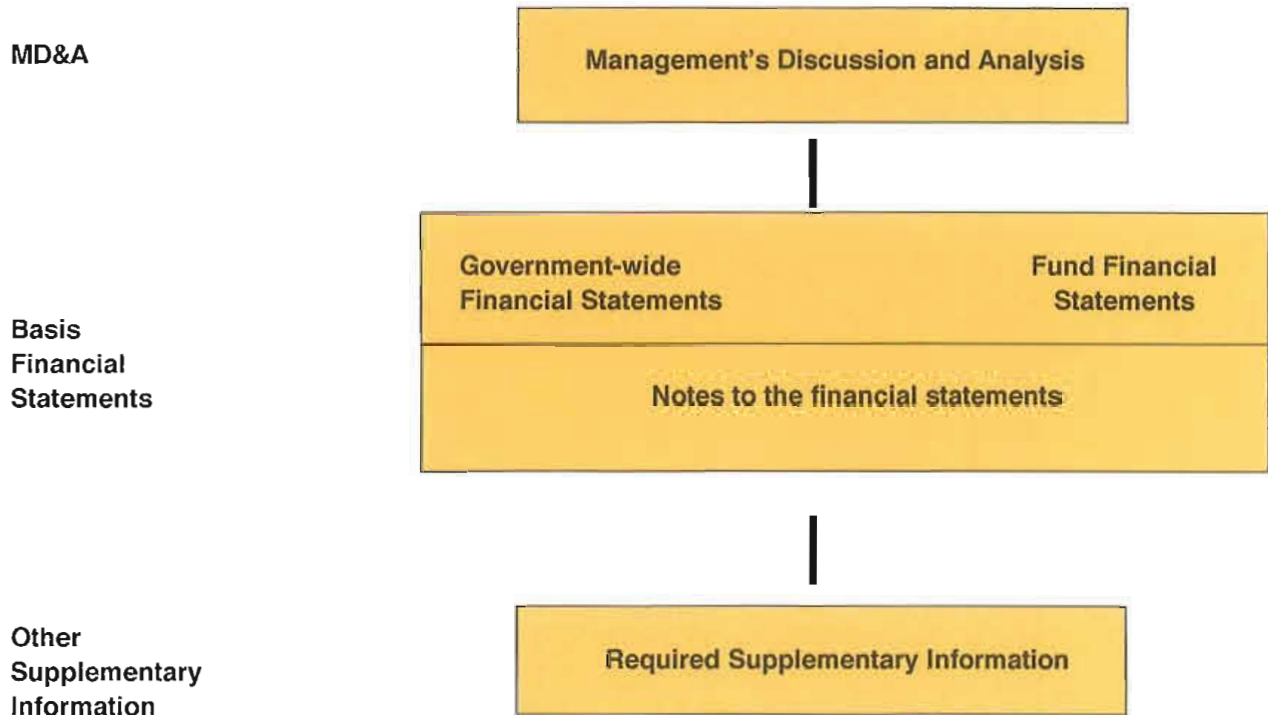 MD&A
Management's Discussion and Analysis
Government-wide
Financial Statements
Fund Financial
Statements
Basis
Financial
Statements
Notes to the financial statements
Other
Supplementary
Information
Required Supplementary Information